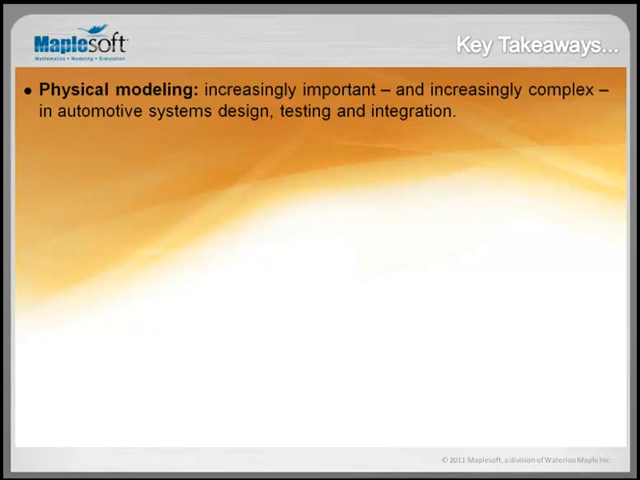 Maplesoft
Mathematics • Modeling • Simulation
Key Takeaways...
• Physical modeling: increasingly important – and increasingly complex –
in automotive systems design, testing and integration.
© 2011 Maplesoft, a division of Waterloo Maple Inc.